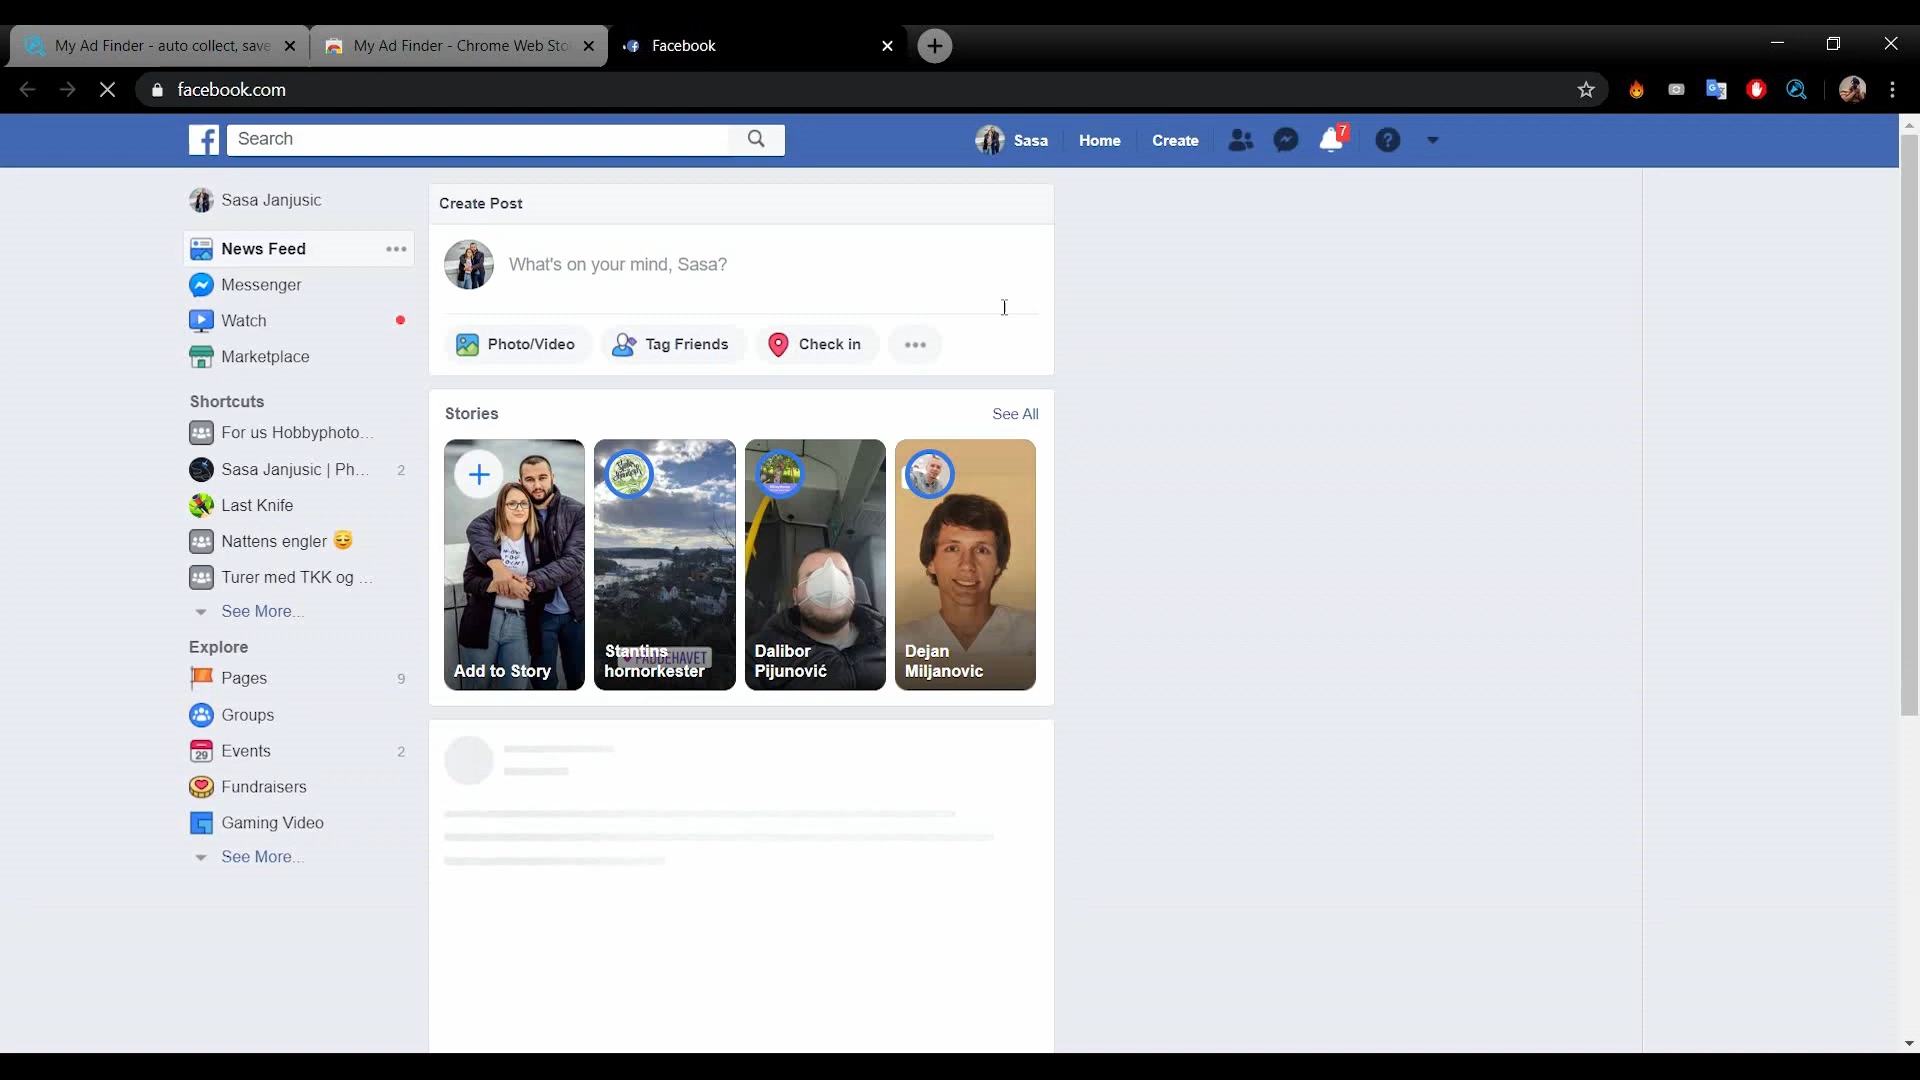 My Ad Finder - auto collect, save
My Ad Finder - Chrome Web Sto
Facebook
facebook.com
Search
Sasa
Home
Create
7
Sasa Janjusic
News Feed
Messenger
Watch
Marketplace
Shortcuts
For us Hobbyphoto...
Sasa Janjusic | Ph... 2
Last Knife
Nattens engler 😇
Turer med TKK og ...
See More...
Explore
Pages 9
Groups
Events 2
Fundraisers
Gaming Video
See More...
Create Post
What's on your mind, Sasa?
Photo/Video
Tag Friends
Check in
Stories
See All
Add to Story
Stantins
hornorkester
Dalibor
Pijunović
Dejan
Miljanovic